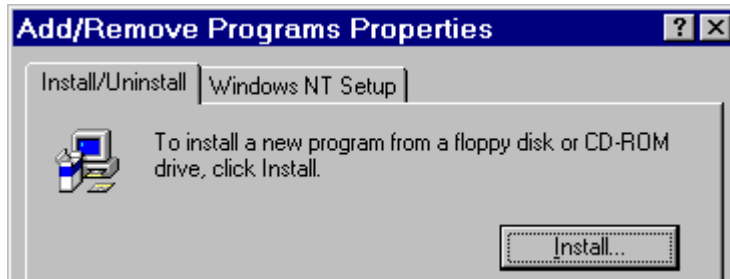 Add/Remove Programs Properties
Install/Uninstall Windows NT Setup
To install a new program from a floppy disk or CD-ROM
drive, click Install.
Install...